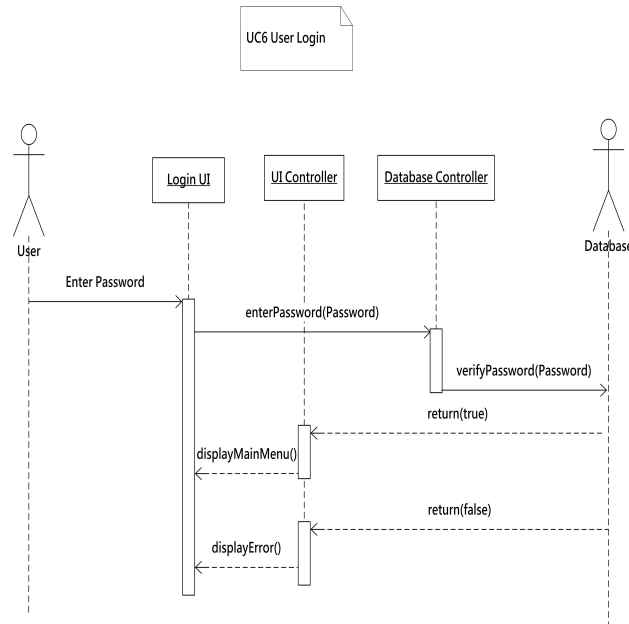 UC6 User Login
Login UI
UI Controller
Database Controller
User
Database
Enter Password
enterPassword(Password)
verifyPassword(Password)
return(true)
displayMainMenu()
return(false)
displayError()